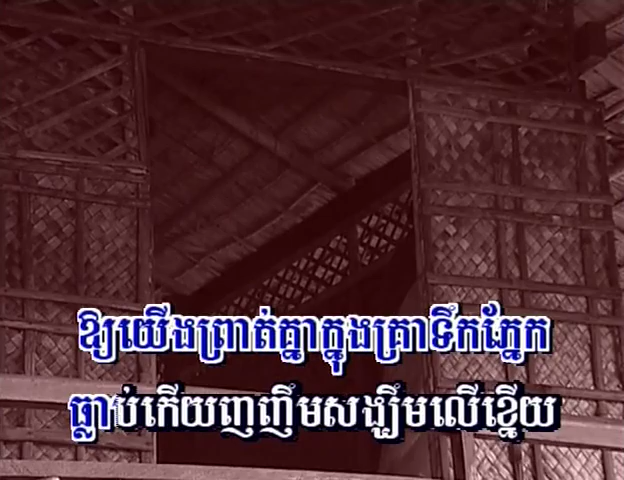 ឱ្យយើងព្រាត់គ្នាក្នុងគ្រាទឹកភ្នែក
ធ្លាប់កើយញញឹមសង្ឃឹមលើខ្នើយ